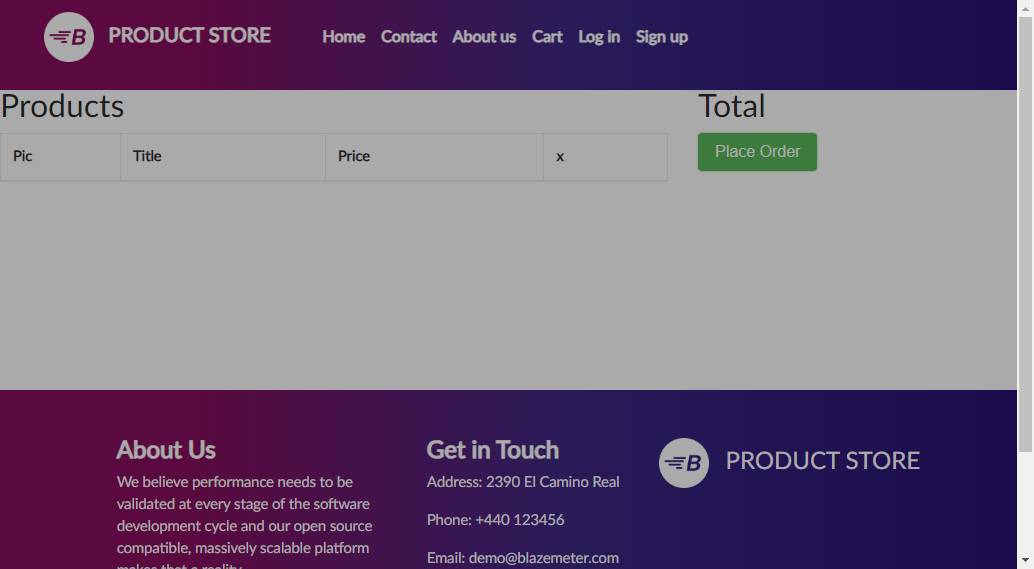 B PRODUCT STORE Home Contact About us Cart Log in Sign up
Products
Total
Pic Title Price x
Place Order
About Us
We believe performance needs to be
validated at every stage of the software
development cycle and our open source
compatible, massively scalable platform
makes that a reality.
Get in Touch
Address: 2390 El Camino Real
Phone: +440 123456
Email: demo@blazemeter.com
B PRODUCT STORE